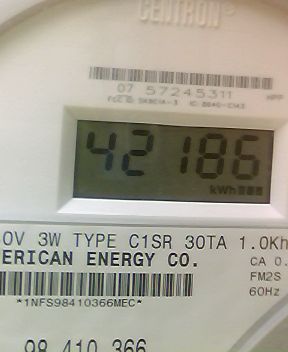 CENTRON®
07 57245311
42186
kWh
0V 3W TYPE C1SR 30TA 1.0Kh
ERICAN ENERGY CO.
CA 0.
FM2S
60Hz
*1NFS98410366MEC*
98 410 366